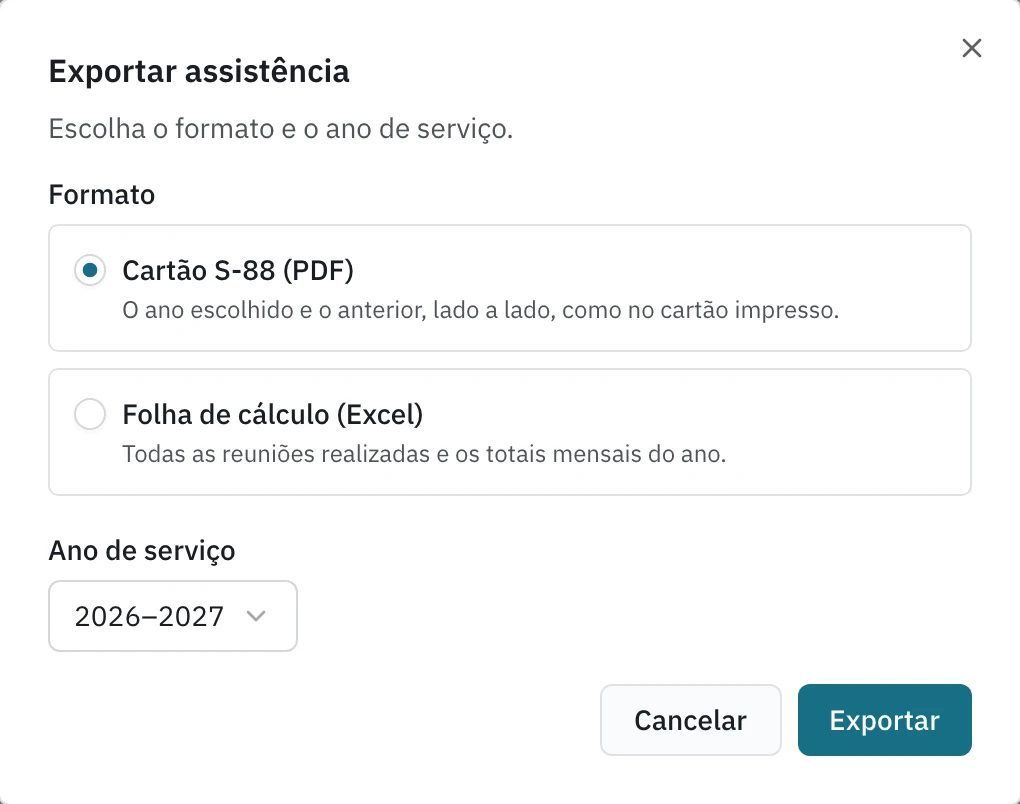 Exportar assistência
Escolha o formato e o ano de serviço.
Formato
Cartão S-88 (PDF)
O ano escolhido e o anterior, lado a lado, como no cartão impresso.
Folha de cálculo (Excel)
Todas as reuniões realizadas e os totais mensais do ano.
Ano de serviço
2026–2027
Cancelar
Exportar